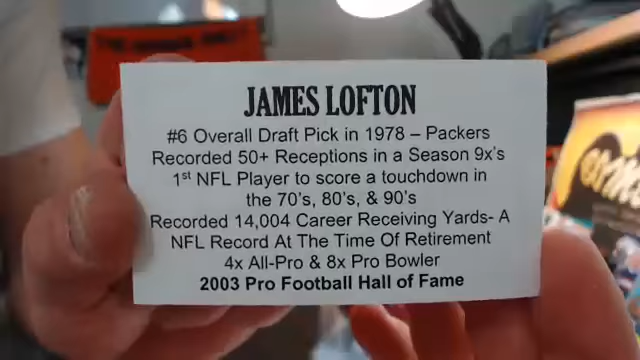 JAMES LOFTON
#6 Overall Draft Pick in 1978 – Packers
Recorded 50+ Receptions in a Season 9x's
1st NFL Player to score a touchdown in
the 70's, 80's, & 90's
Recorded 14,004 Career Receiving Yards- A
NFL Record At The Time Of Retirement
4x All-Pro & 8x Pro Bowler
2003 Pro Football Hall of Fame